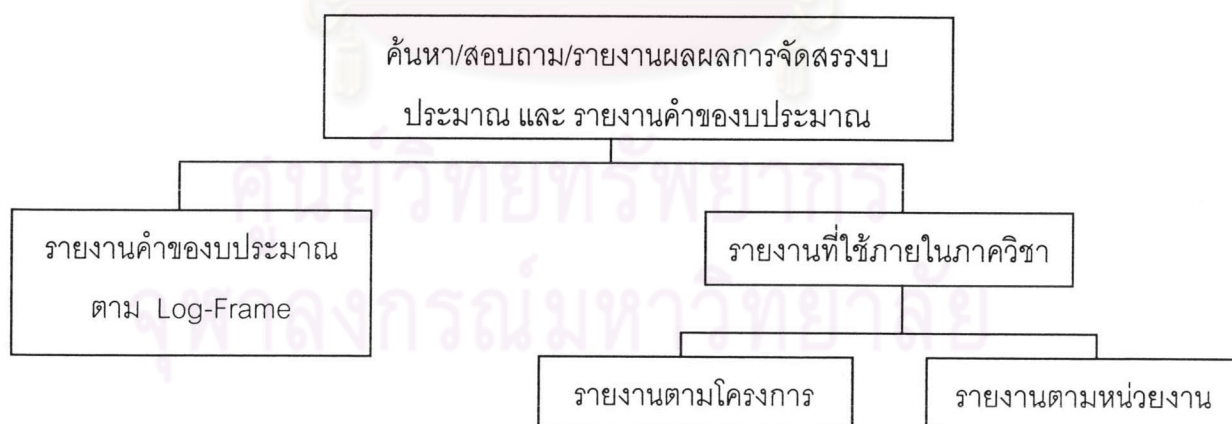 ค้นหา/สอบถาม/รายงานผลผลการจัดสรรงบ
ประมาณ และ รายงานคำของบประมาณ
ศูนย์วิทยทรัพยากร
จุฬาลงกรณ์มหาวิทยาลัย
รายงานคำของบประมาณ
ตาม Log-Frame
รายงานที่ใช้ภายในภาควิชา
รายงานตามโครงการ
รายงานตามหน่วยงาน